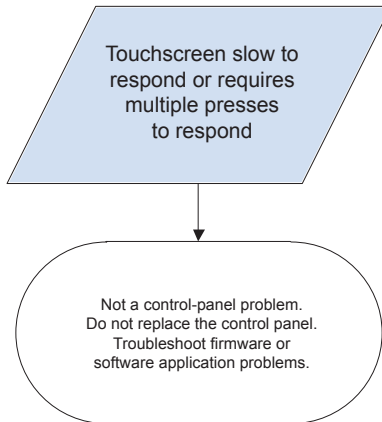 Touchscreen slow to
respond or requires
multiple presses
to respond
Not a control-panel problem.
Do not replace the control panel.
Troubleshoot firmware or
software application problems.